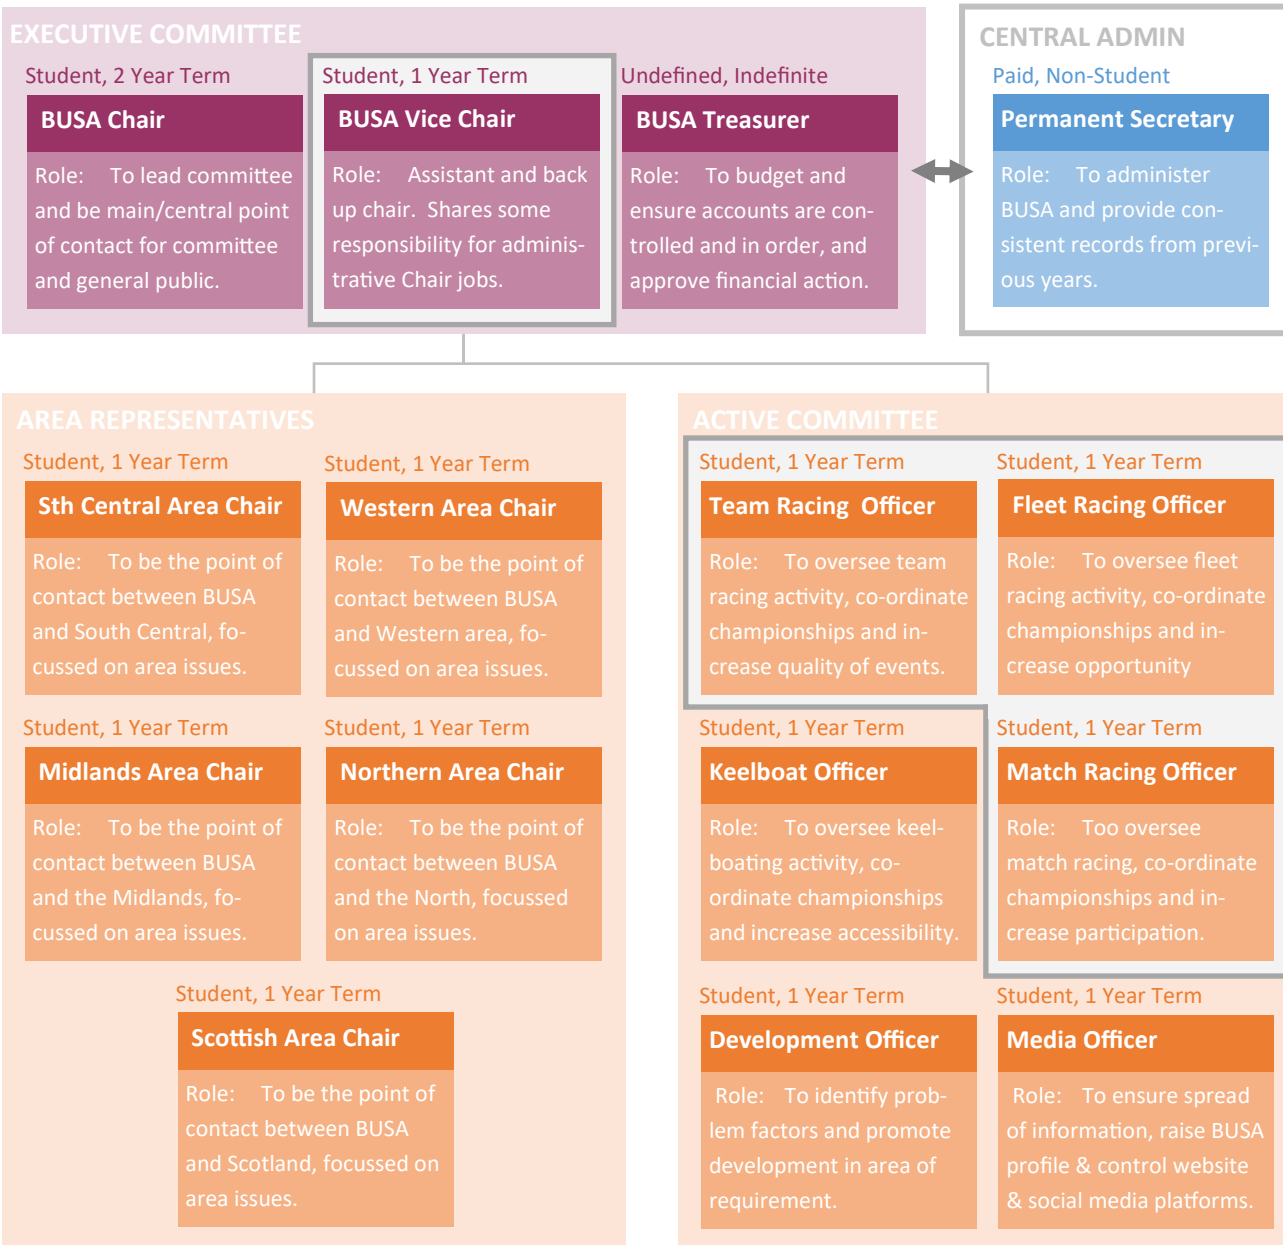 EXECUTIVE COMMITTEE
Student, 2 Year Term
BUSA Chair
Role: To lead committee
and be main/central point
of contact for committee
and general public.
Student, 1 Year Term
BUSA Vice Chair
Role: Assistant and back
up chair. Shares some
responsibility for adminis-
trative Chair jobs.
Undefined, Indefinite
BUSA Treasurer
Role: To budget and
ensure accounts are con-
trolled and in order, and
approve financial action.
CENTRAL ADMIN
Paid, Non-Student
Permanent Secretary
Role: To administer
BUSA and provide con-
sistent records from previ-
ous years.
AREA REPRESENTATIVES
Student, 1 Year Term
Sth Central Area Chair
Role: To be the point of
contact between BUSA
and South Central, fo-
cussed on area issues.
Student, 1 Year Term
Western Area Chair
Role: To be the point of
contact between BUSA
and Western area, fo-
cussed on area issues.
Student, 1 Year Term
Midlands Area Chair
Role: To be the point of
contact between BUSA
and the Midlands, fo-
cussed on area issues.
Student, 1 Year Term
Northern Area Chair
Role: To be the point of
contact between BUSA
and the North, focussed
on area issues.
Student, 1 Year Term
Scottish Area Chair
Role: To be the point of
contact between BUSA
and Scotland, focussed on
area issues.
ACTIVE COMMITTEE
Student, 1 Year Term
Team Racing Officer
Role: To oversee team
racing activity, co-ordinate
championships and in-
crease quality of events.
Student, 1 Year Term
Fleet Racing Officer
Role: To oversee fleet
racing activity, co-ordinate
championships and in-
crease opportunity
Student, 1 Year Term
Keelboat Officer
Role: To oversee keel-
boating activity, co-
ordinate championships
and increase accessibility.
Student, 1 Year Term
Match Racing Officer
Role: Too oversee
match racing, co-ordinate
championships and in-
crease participation.
Student, 1 Year Term
Development Officer
Role: To identify prob-
lem factors and promote
development in area of
requirement.
Student, 1 Year Term
Media Officer
Role: To ensure spread
of information, raise BUSA
profile & control website
& social media platforms.